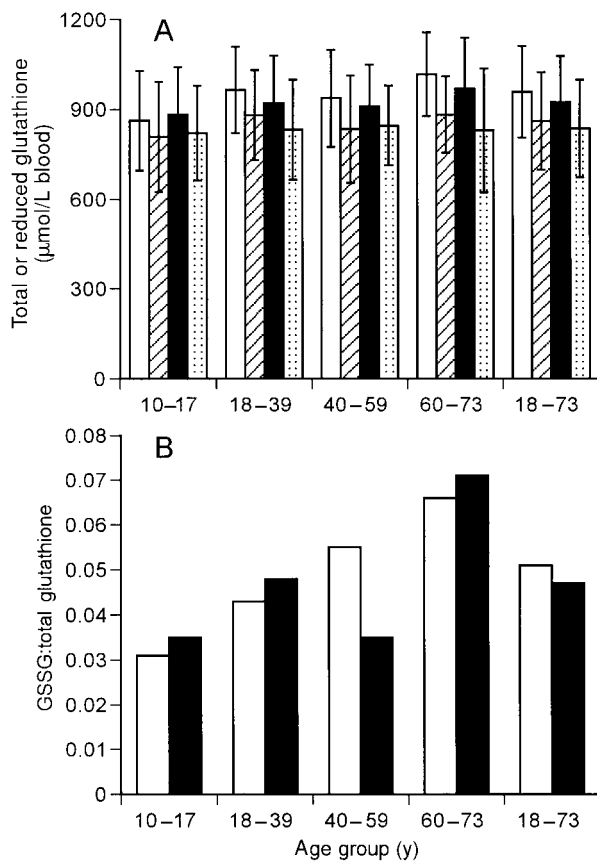 A
Total or reduced glutathione
(µmol/L blood)
1200
900
600
300
0
10–17 18–39 40–59 60–73 18–73
B
GSSG:total glutathione
0.08
0.07
0.06
0.05
0.04
0.03
0.02
0.01
0
10–17 18–39 40–59 60–73 18–73
Age group (y)